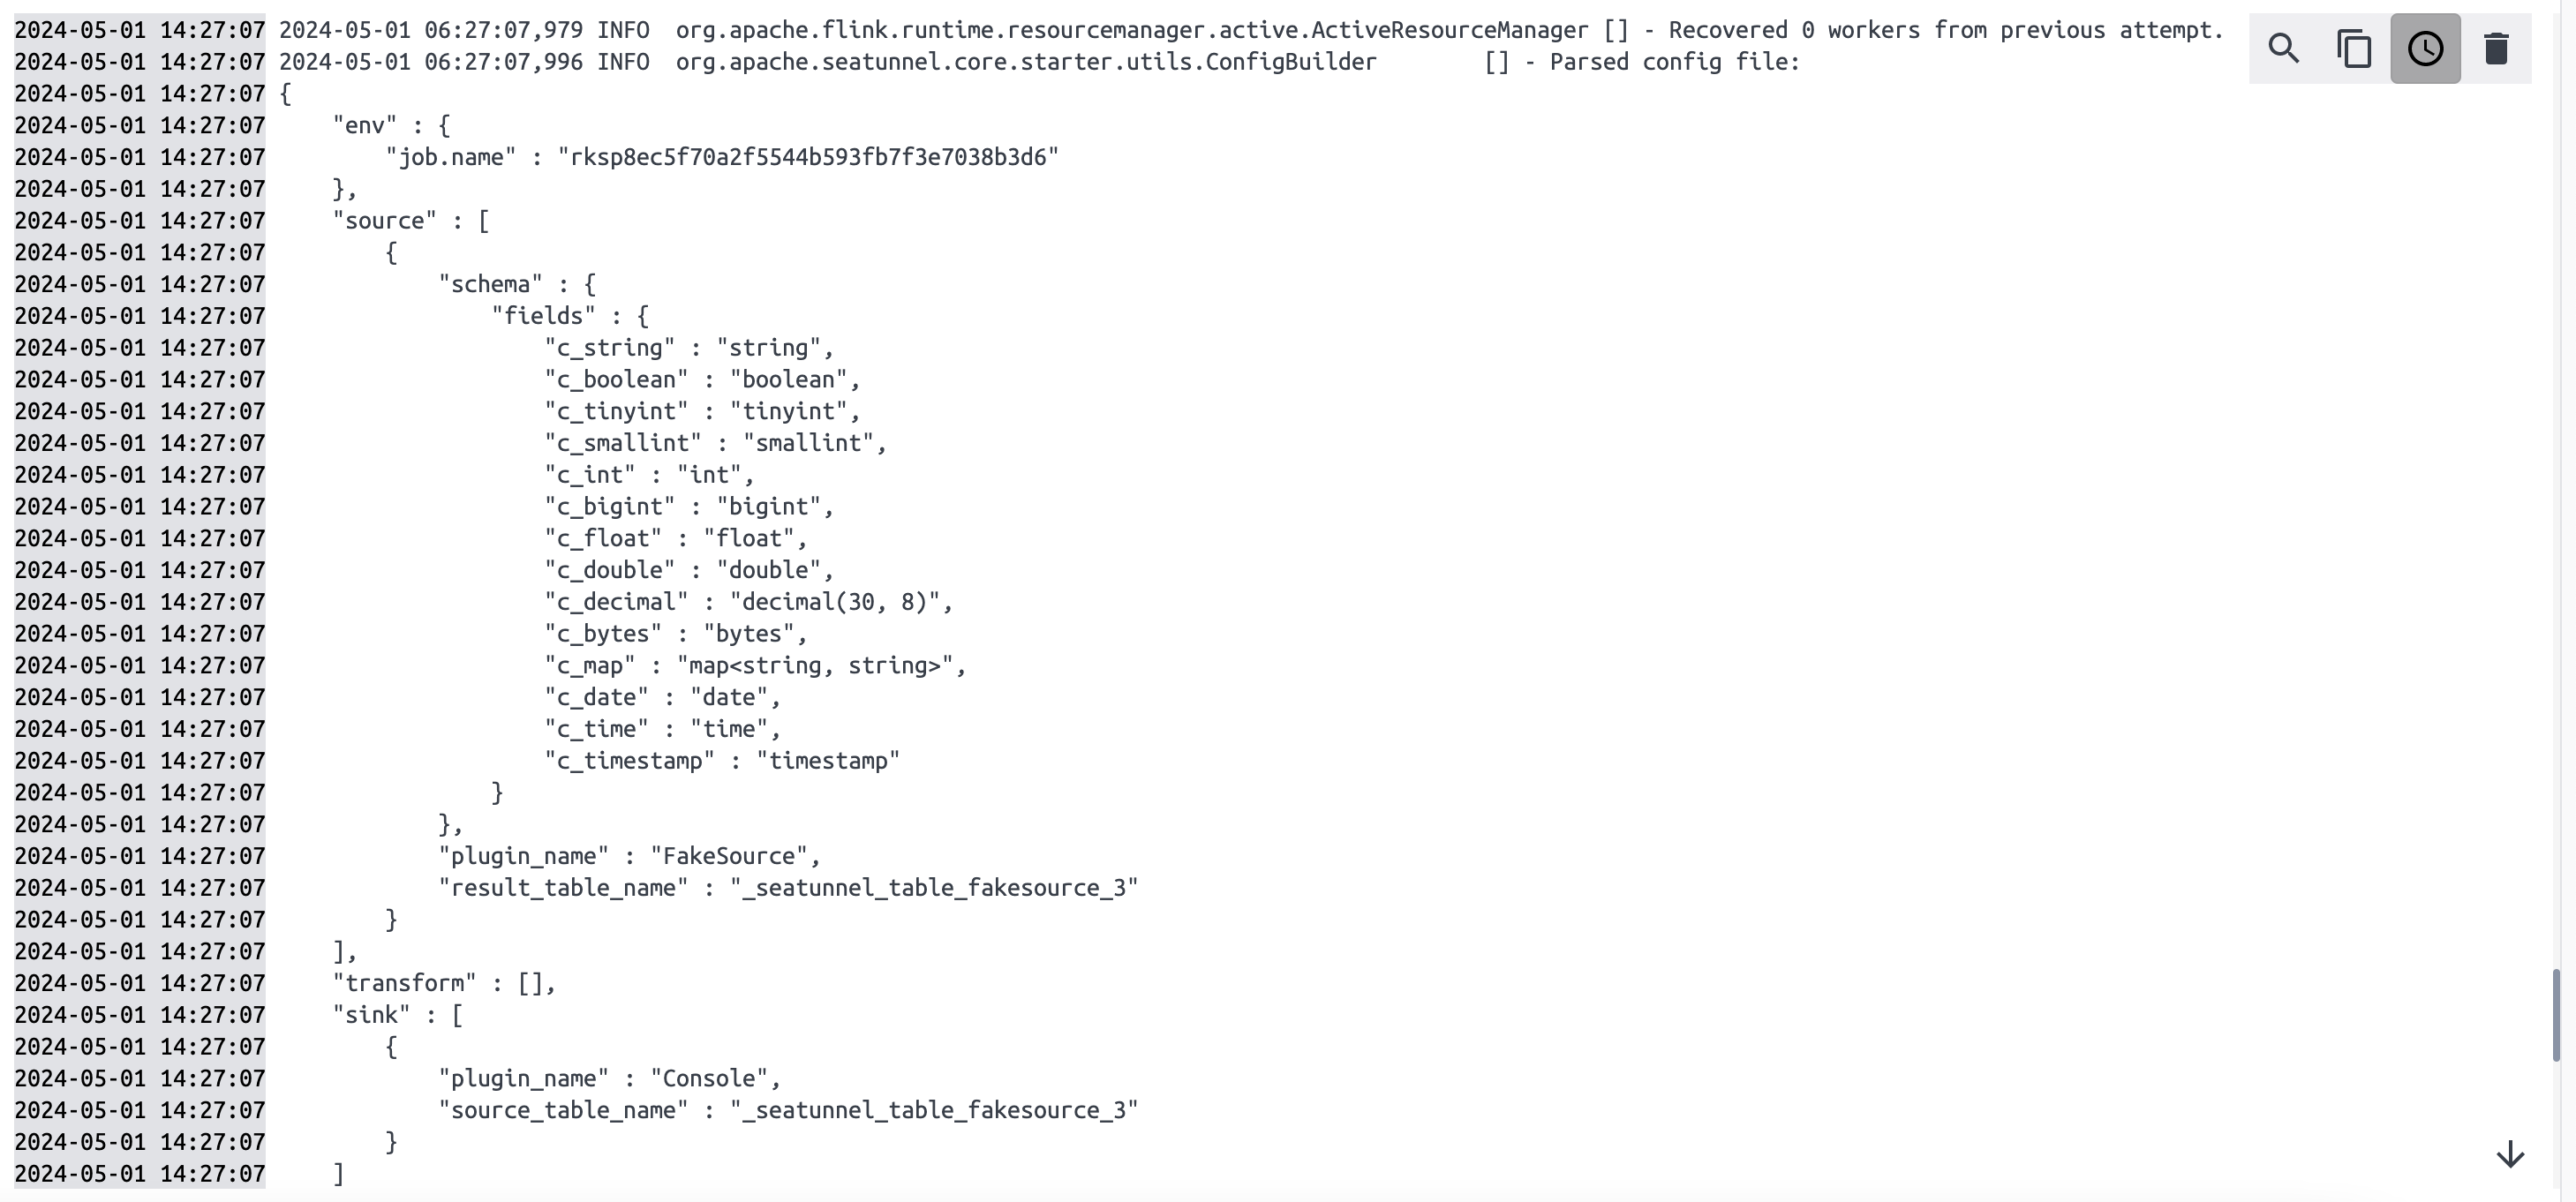 2024-05-01 14:27:07 2024-05-01 06:27:07,979 INFO  org.apache.flink.runtime.resourcemanager.active.ActiveResourceManager [] - Recovered 0 workers from previous attempt.
2024-05-01 14:27:07 2024-05-01 06:27:07,996 INFO  org.apache.seatunnel.core.starter.utils.ConfigBuilder        [] - Parsed config file:
2024-05-01 14:27:07 {
2024-05-01 14:27:07     "env" : {
2024-05-01 14:27:07         "job.name" : "rksp8ec5f70a2f5544b593fb7f3e7038b3d6"
2024-05-01 14:27:07     },
2024-05-01 14:27:07     "source" : [
2024-05-01 14:27:07         {
2024-05-01 14:27:07             "schema" : {
2024-05-01 14:27:07                 "fields" : {
2024-05-01 14:27:07                     "c_string" : "string",
2024-05-01 14:27:07                     "c_boolean" : "boolean",
2024-05-01 14:27:07                     "c_tinyint" : "tinyint",
2024-05-01 14:27:07                     "c_smallint" : "smallint",
2024-05-01 14:27:07                     "c_int" : "int",
2024-05-01 14:27:07                     "c_bigint" : "bigint",
2024-05-01 14:27:07                     "c_float" : "float",
2024-05-01 14:27:07                     "c_double" : "double",
2024-05-01 14:27:07                     "c_decimal" : "decimal(30, 8)",
2024-05-01 14:27:07                     "c_bytes" : "bytes",
2024-05-01 14:27:07                     "c_map" : "map<string, string>",
2024-05-01 14:27:07                     "c_date" : "date",
2024-05-01 14:27:07                     "c_time" : "time",
2024-05-01 14:27:07                     "c_timestamp" : "timestamp"
2024-05-01 14:27:07                 }
2024-05-01 14:27:07             },
2024-05-01 14:27:07             "plugin_name" : "FakeSource",
2024-05-01 14:27:07             "result_table_name" : "_seatunnel_table_fakesource_3"
2024-05-01 14:27:07         }
2024-05-01 14:27:07     ],
2024-05-01 14:27:07     "transform" : [],
2024-05-01 14:27:07     "sink" : [
2024-05-01 14:27:07         {
2024-05-01 14:27:07             "plugin_name" : "Console",
2024-05-01 14:27:07             "source_table_name" : "_seatunnel_table_fakesource_3"
2024-05-01 14:27:07         }
2024-05-01 14:27:07     ]